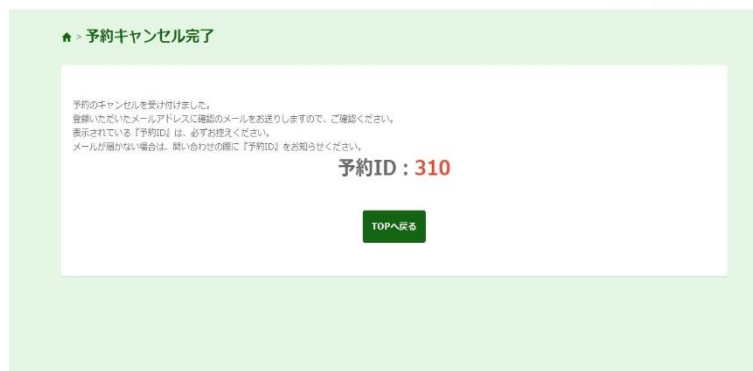 > 予約キャンセル完了
予約のキャンセルを受け付けました。
登録いただいたメールアドレスに確認のメールをお送りしますので、ご確認ください。
表示されている『予約ID』は、必ずお控えください。
メールが届かない場合は、問い合わせの際に『予約ID』をお知らせください。
予約ID：310
TOPへ戻る